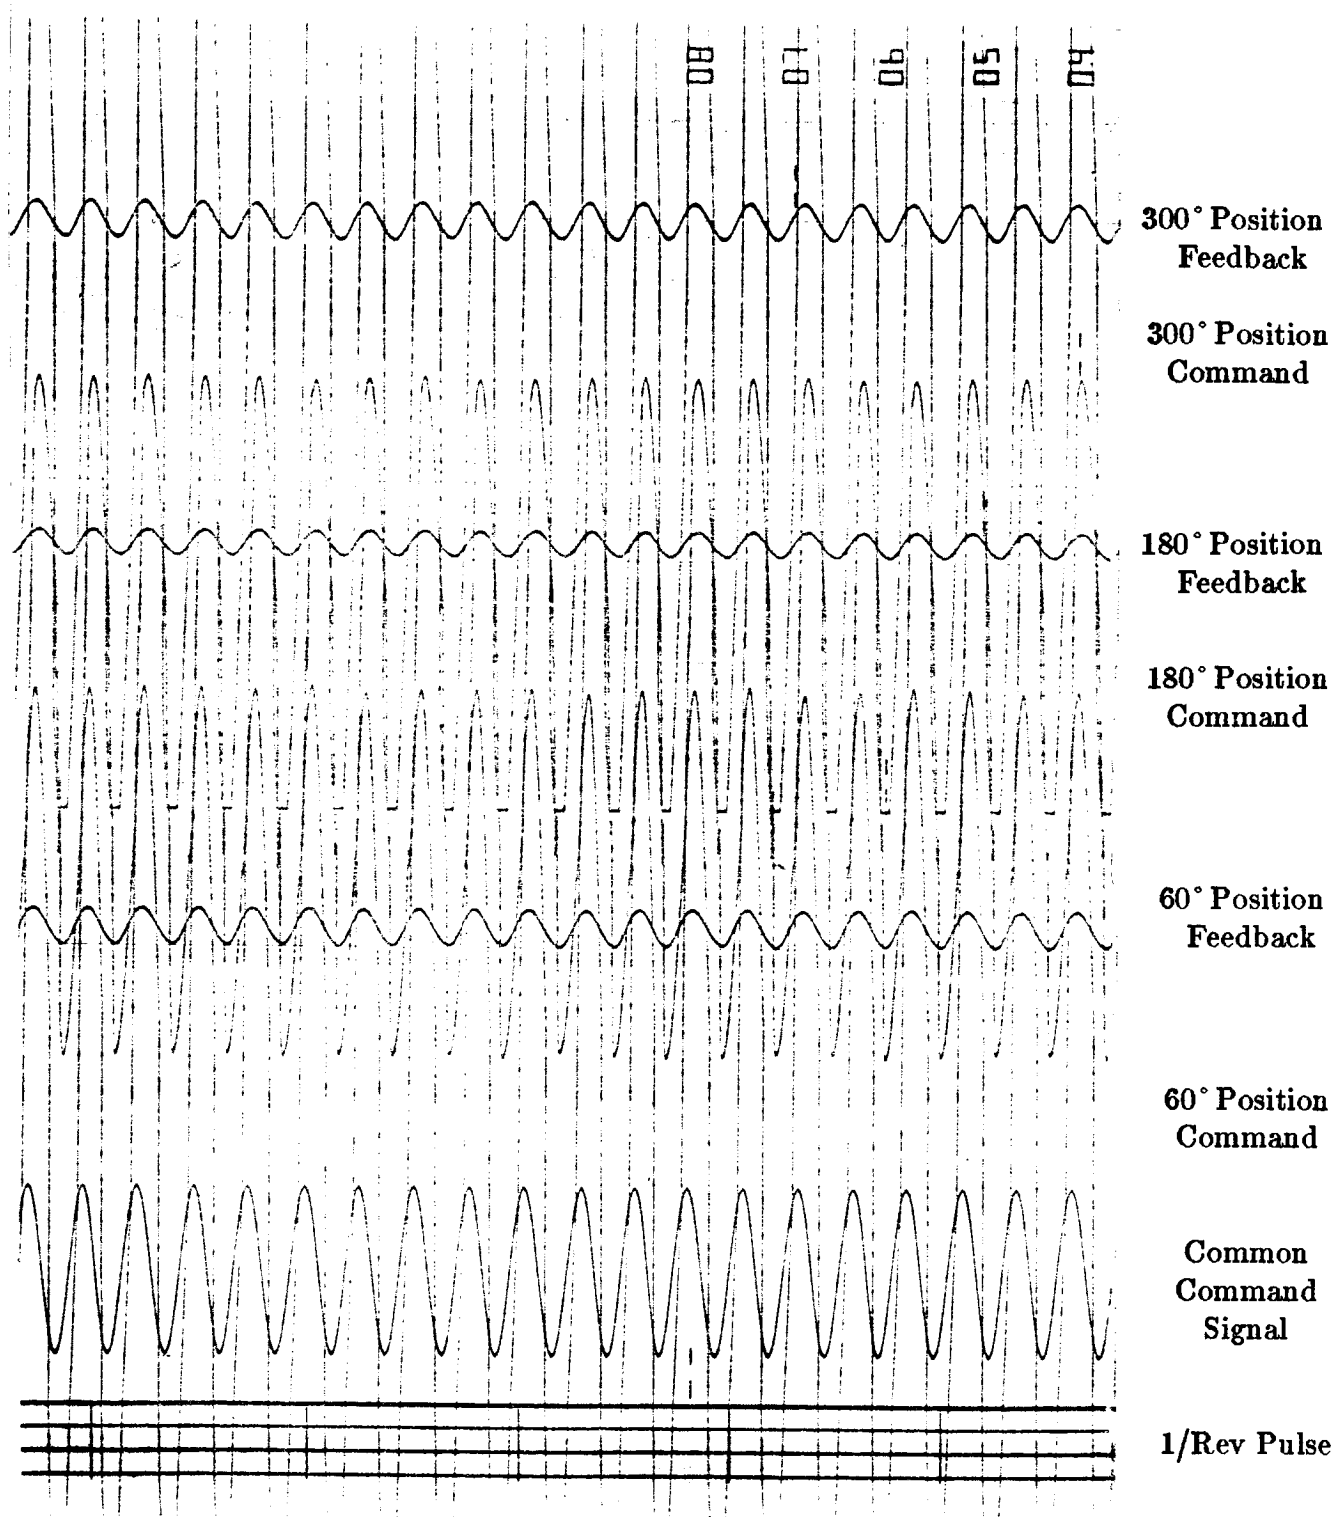 08 07 06 05 04
300° Position
Feedback
300° Position
Command
180° Position
Feedback
180° Position
Command
60° Position
Feedback
60° Position
Command
Common
Command
Signal
1/Rev Pulse